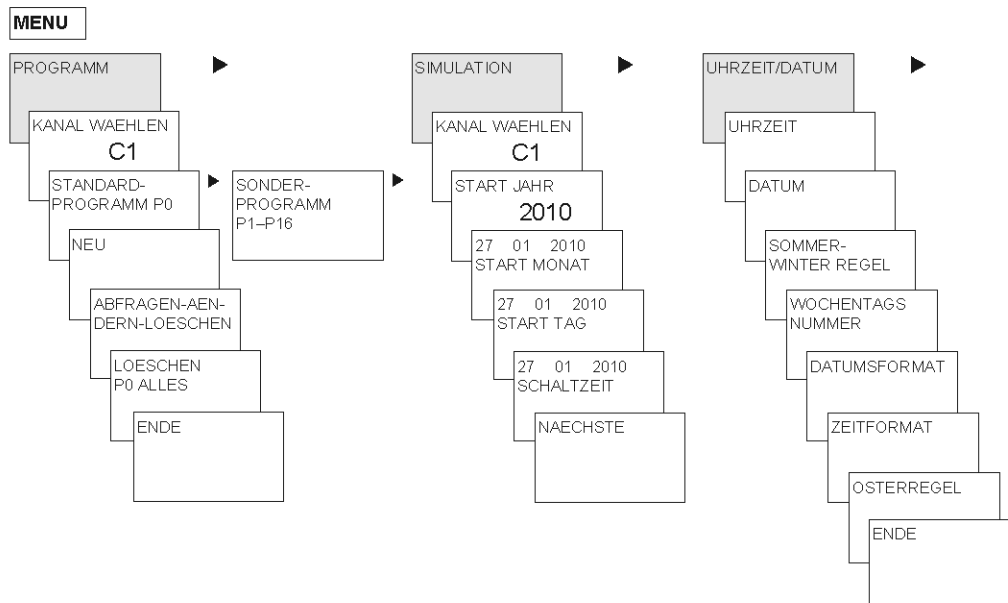 MENU
PROGRAMM
KANAL WAEHLEN
C1
STANDARD-
PROGRAMM P0
NEU
ABFRAGEN-AEN-
DERN-LOESCHEN
LOESCHEN
P0 ALLES
ENDE
SONDER-
PROGRAMM
P1–P16
SIMULATION
KANAL WAEHLEN
C1
START JAHR
2010
27 01 2010
START MONAT
27 01 2010
START TAG
27 01 2010
SCHALTZEIT
NAECHSTE
UHRZEIT/DATUM
UHRZEIT
DATUM
SOMMER-
WINTER REGEL
WOCHENTAGS
NUMMER
DATUMSFORMAT
ZEITFORMAT
OSTERREGEL
ENDE